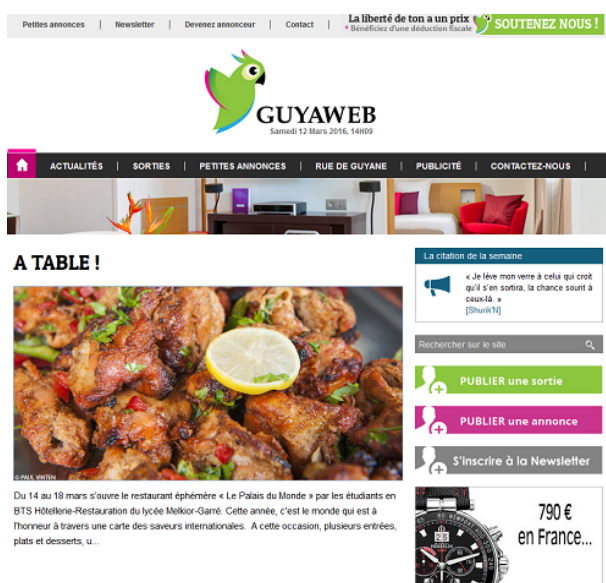 Petites annonces | Newsletter | Devenez annonceur | Contact |
La liberté de ton a un prix
* Bénéficiez d'une déduction fiscale
SOUTENEZ NOUS !
GUYAWEB
Samedi 12 Mars 2016, 14H09
ACTUALITÉS | SORTIES | PETITES ANNONCES | RUE DE GUYANE | PUBLICITÉ | CONTACTEZ-NOUS |
A TABLE !
© PAUL VINTEN
Du 14 au 18 mars s'ouvre le restaurant éphémère « Le Palais du Monde » par les étudiants en
BTS Hôtellerie-Restauration du lycée Melkior-Garré. Cette année, c'est le monde qui est à
l'honneur à travers une carte des saveurs internationales. A cette occasion, plusieurs entrées,
plats et desserts, u...
La citation de la semaine
« Je lève mon verre à celui qui croit
qu'il s'en sortira, la chance sourit à
ceux-là. »
[Shurik'N]
Rechercher sur le site
PUBLIER une sortie
PUBLIER une annonce
S'inscrire à la Newsletter
790 €
en France...